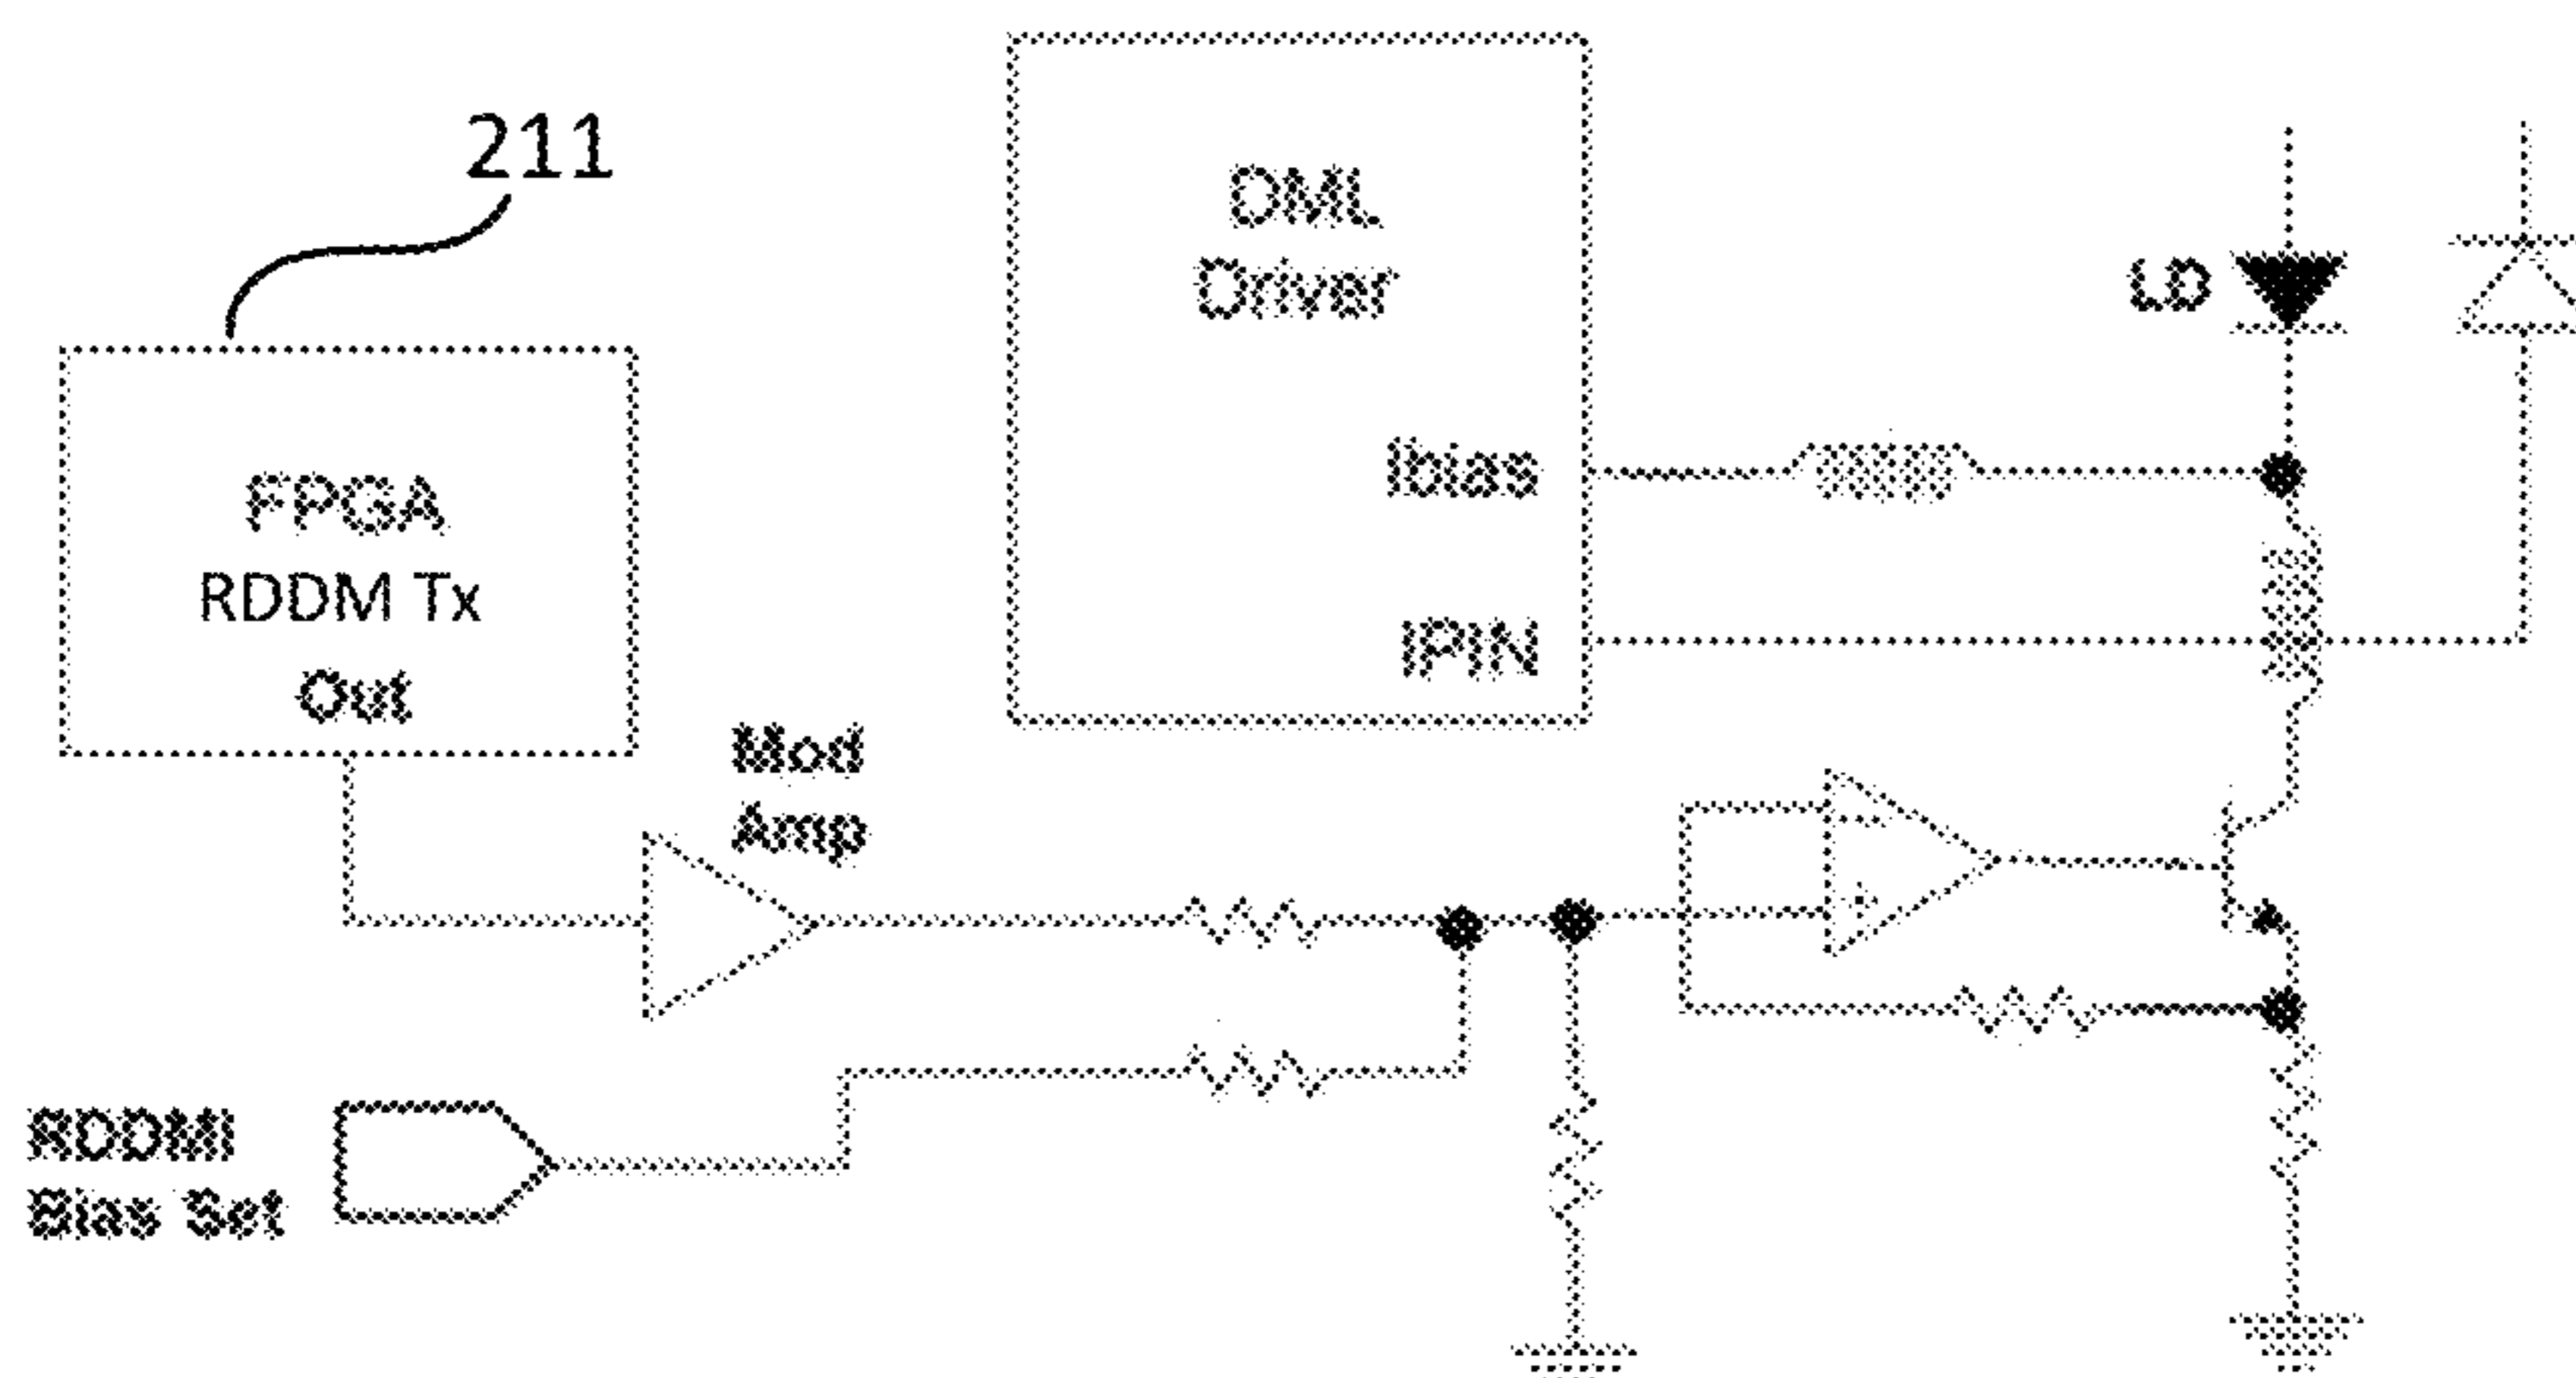 211
DML
Driver
LD
FPGA
RDDM Tx
Out
Ibias
IPIN
Mod
Amp
RDDMI
Bias Set